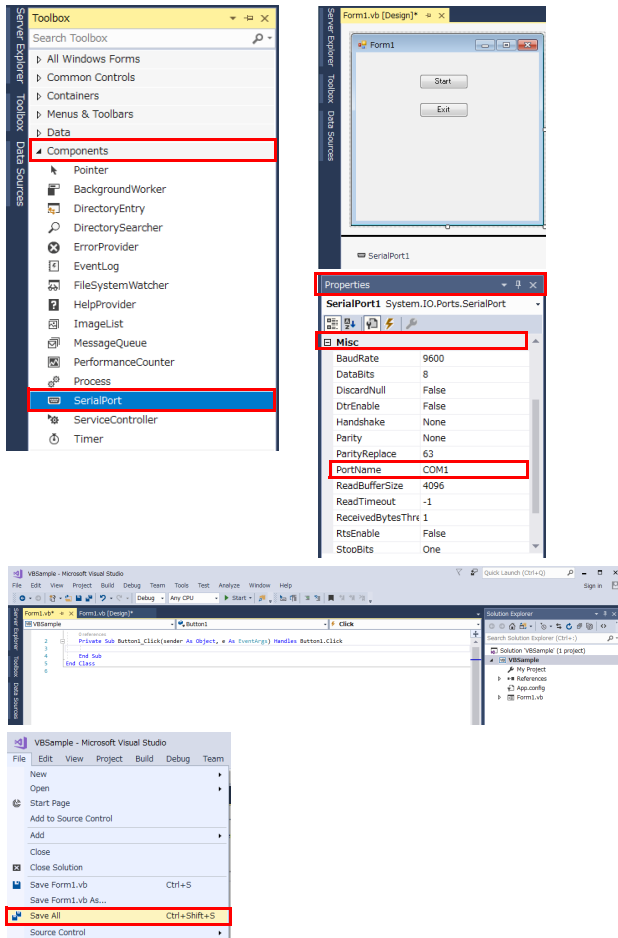 Server Explorer
Toolbox
Data Sources
Toolbox
Search Toolbox
All Windows Forms
Common Controls
Containers
Menus & Toolbars
Data
Components
Pointer
BackgroundWorker
DirectoryEntry
DirectorySearcher
ErrorProvider
EventLog
FileSystemWatcher
HelpProvider
ImageList
MessageQueue
PerformanceCounter
Process
SerialPort
ServiceController
Timer
Server Explorer
Toolbox
Data Sources
Form1.vb [Design]*
Form1
Start
Exit
SerialPort1
Properties
SerialPort1 System.IO.Ports.SerialPort
Misc
BaudRate 9600
DataBits 8
DiscardNull False
DtrEnable False
Handshake None
Parity None
ParityReplace 63
PortName COM1
ReadBufferSize 4096
ReadTimeout -1
ReceivedBytesThre 1
RtsEnable False
StopBits One
VBSample - Microsoft Visual Studio
Quick Launch (Ctrl+Q)
File Edit View Project Build Debug Team Tools Test Analyze Window Help
Sign in
Debug Any CPU Start
Server Explorer
Toolbox
Data Sources
Form1.vb* Form1.vb [Design]*
VBSample Button1 Click
0 references
2 Private Sub Button1_Click(sender As Object, e As EventArgs) Handles Button1.Click
3
4 End Sub
5 End Class
6
Solution Explorer
Search Solution Explorer (Ctrl+:)
Solution 'VBSample' (1 project)
VBSample
My Project
References
App.config
Form1.vb
VBSample - Microsoft Visual Studio
File Edit View Project Build Debug Team
New
Open
Start Page
Add to Source Control
Add
Close
Close Solution
Save Form1.vb Ctrl+S
Save Form1.vb As...
Save All Ctrl+Shift+S
Source Control